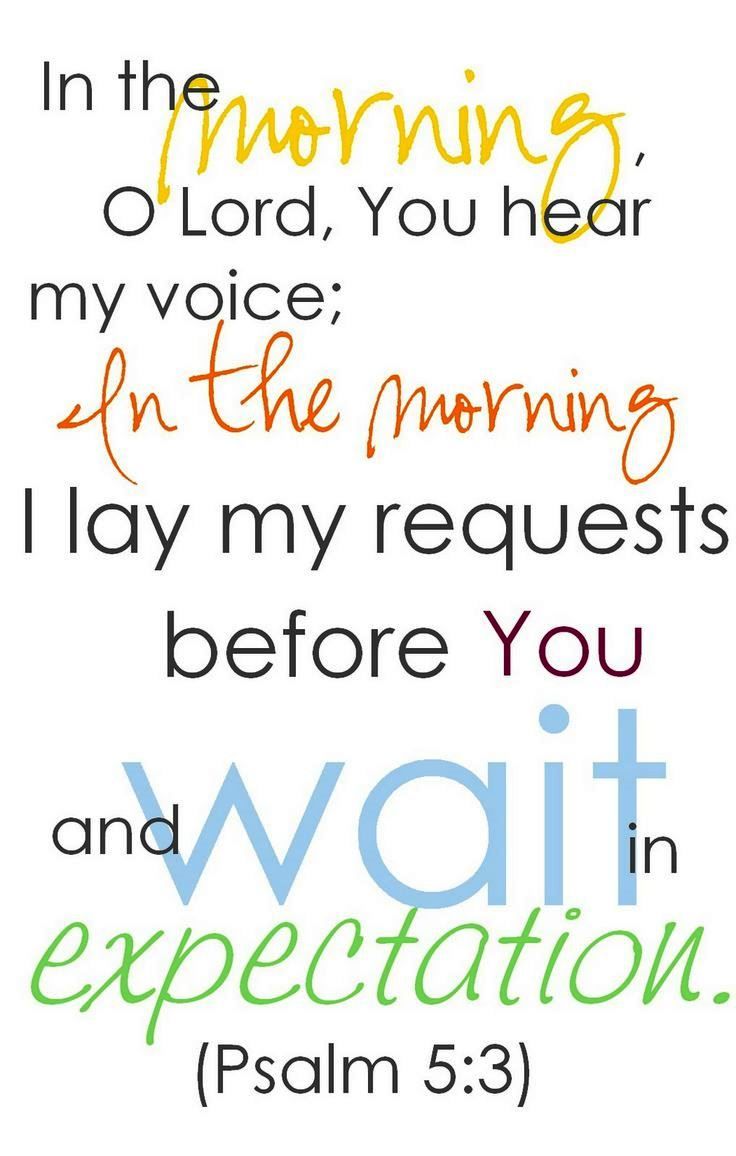 In the morning,
O Lord, You hear
my voice;
In the morning
I lay my requests
before You
and wait in
expectation.
(Psalm 5:3)